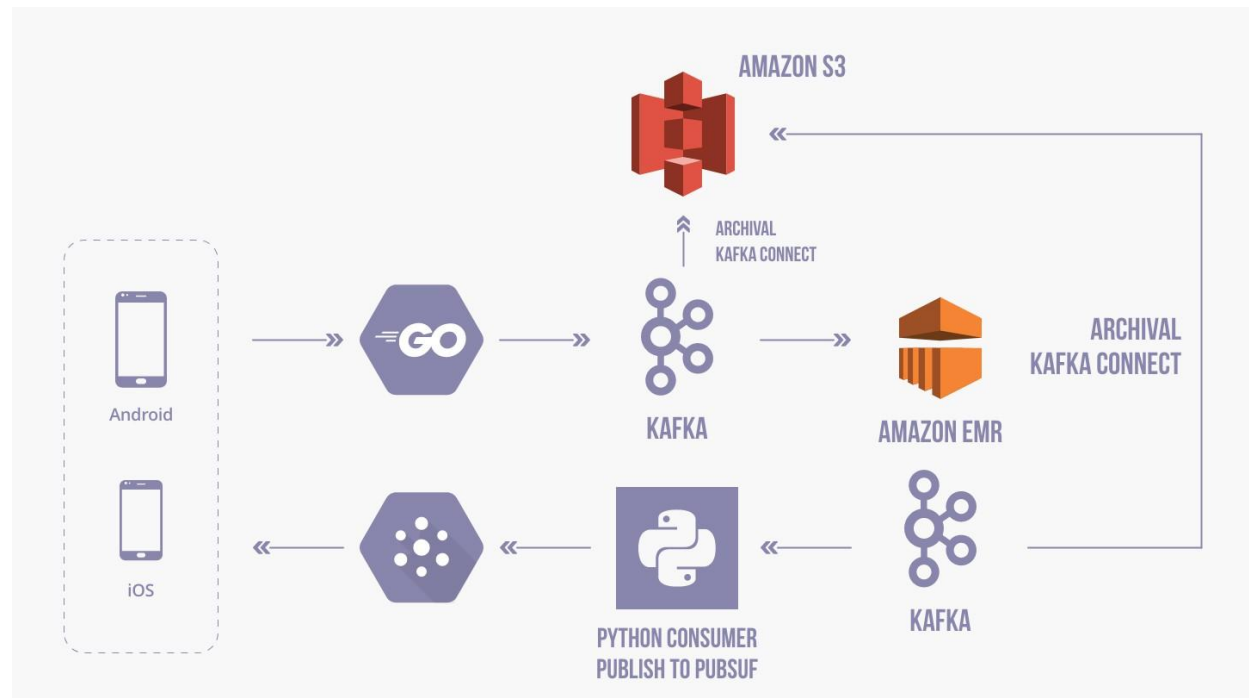 AMAZON S3
ARCHIVAL
KAFKA CONNECT
Android
GO
KAFKA
AMAZON EMR
ARCHIVAL
KAFKA CONNECT
iOS
PYTHON CONSUMER
PUBLISH TO PUBSUF
KAFKA